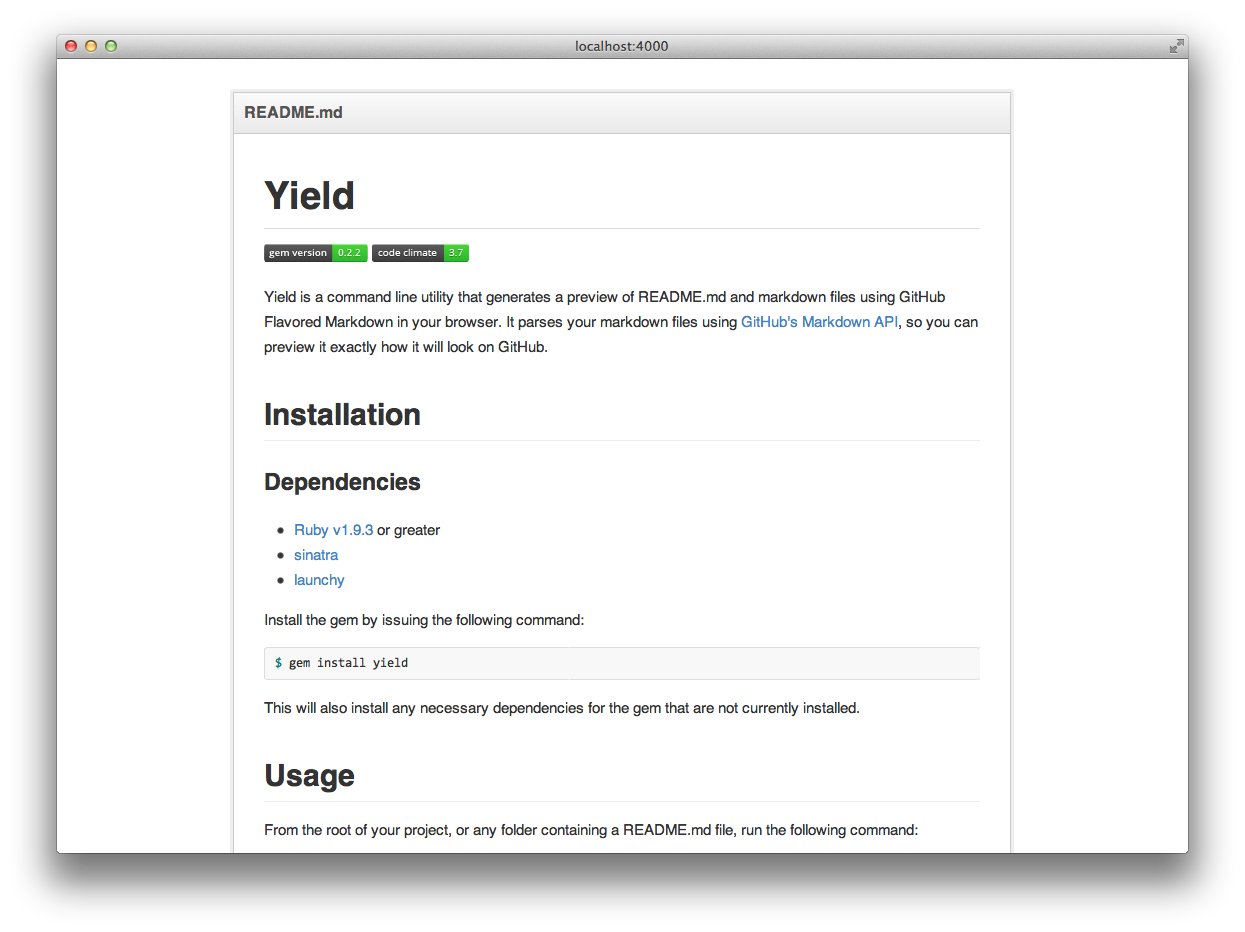 localhost:4000
README.md
Yield
gem version 0.2.2 code climate 3.7
Yield is a command line utility that generates a preview of README.md and markdown files using GitHub
Flavored Markdown in your browser. It parses your markdown files using GitHub's Markdown API, so you can
preview it exactly how it will look on GitHub.
Installation
Dependencies
Ruby v1.9.3 or greater
sinatra
launchy
Install the gem by issuing the following command:
$ gem install yield
This will also install any necessary dependencies for the gem that are not currently installed.
Usage
From the root of your project, or any folder containing a README.md file, run the following command: